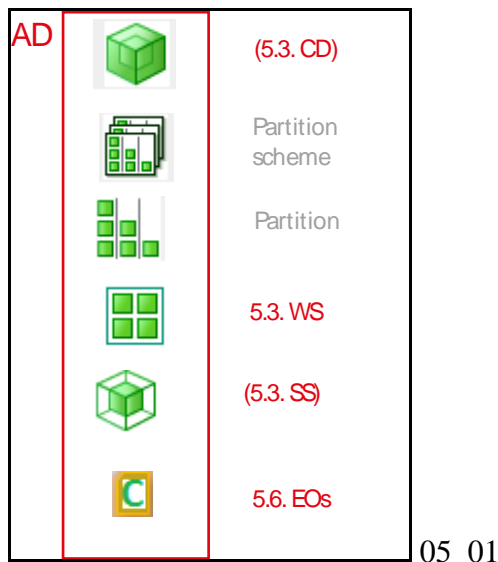 AD
(5.3. CD)
Partition
scheme
Partition
5.3. WS
(5.3. SS)
C
5.6. EOs
05 01